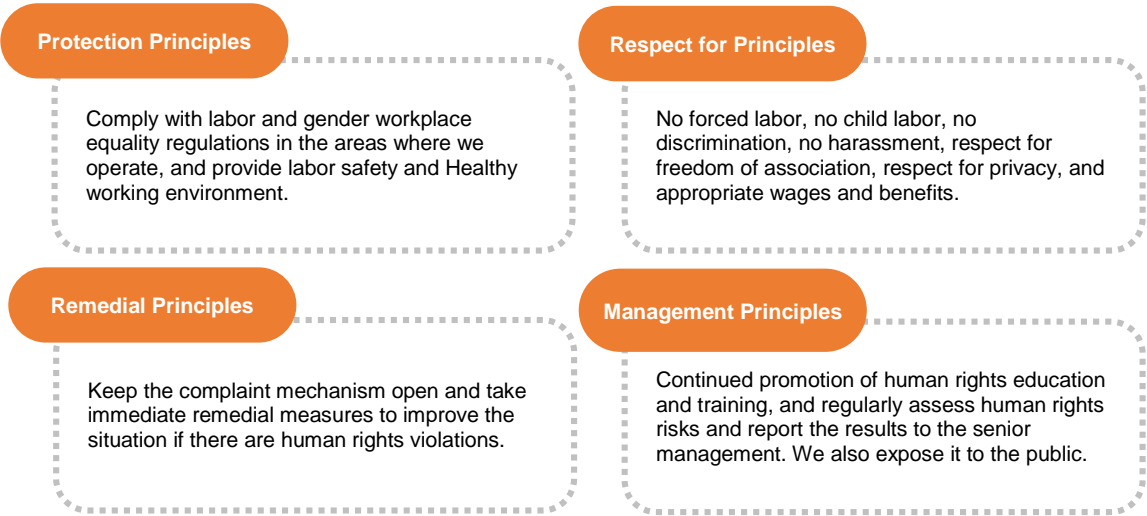 Protection Principles
Comply with labor and gender workplace
equality regulations in the areas where we
operate, and provide labor safety and Healthy
working environment.
Respect for Principles
No forced labor, no child labor, no
discrimination, no harassment, respect for
freedom of association, respect for privacy, and
appropriate wages and benefits.
Remedial Principles
Keep the complaint mechanism open and take
immediate remedial measures to improve the
situation if there are human rights violations.
Management Principles
Continued promotion of human rights education
and training, and regularly assess human rights
risks and report the results to the senior
management. We also expose it to the public.